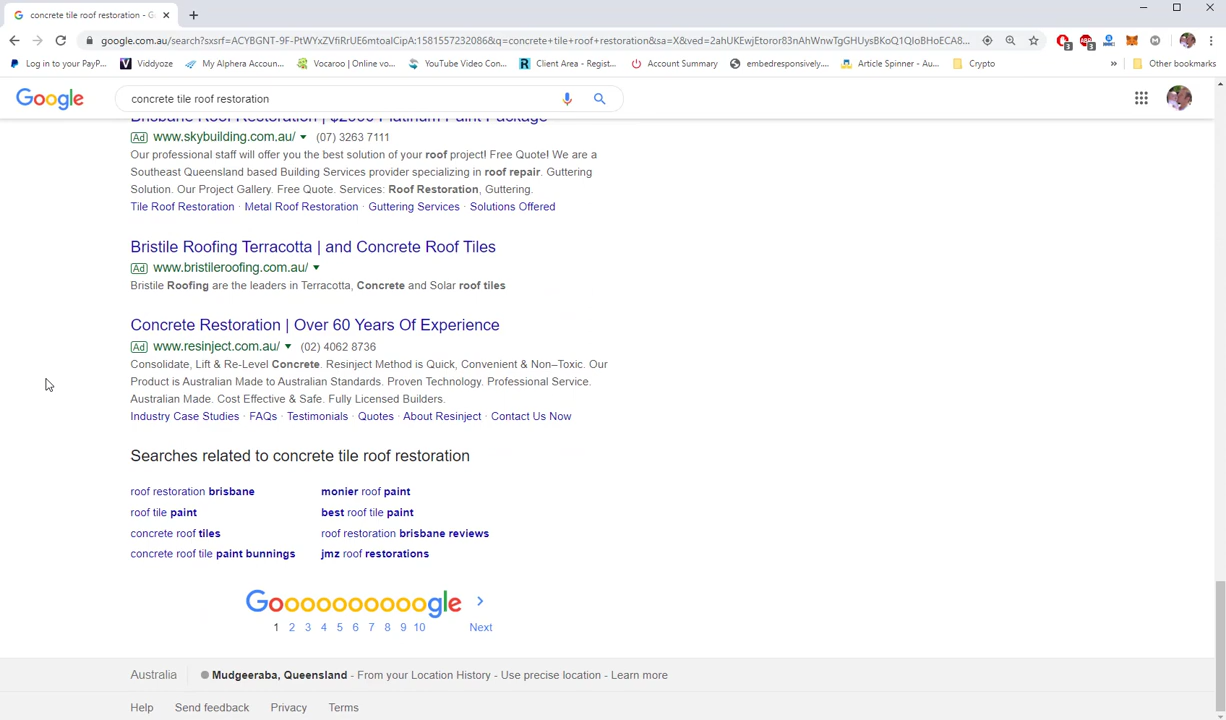 concrete tile roof restoration - G
google.com.au/search?sxsrf=ACYBGNT-9F-PtWYxZVfiRrUE6mtoalCipA:1581557232086&q=concrete+tile+roof+restoration&sa=X&ved=2ahUKEwjEtoror83nAhWnwTgGHUysBKoQ1QIoBHoECA8...
Log in to your PayP... Viddyoze My Alphera Account... Vocaroo | Online vo... YouTube Video Con... Client Area - Regist... Account Summary embedresponsively.... Article Spinner - Au... Crypto » Other bookmarks
Google concrete tile roof restoration
Brisbane Roof Restoration | $2990 Platinum Paint Package
Ad www.skybuilding.com.au/ (07) 3263 7111
Our professional staff will offer you the best solution of your roof project! Free Quote! We are a
Southeast Queensland based Building Services provider specializing in roof repair. Guttering
Solution. Our Project Gallery. Free Quote. Services: Roof Restoration, Guttering.
Tile Roof Restoration · Metal Roof Restoration · Guttering Services · Solutions Offered
Bristile Roofing Terracotta | and Concrete Roof Tiles
Ad www.bristileroofing.com.au/
Bristile Roofing are the leaders in Terracotta, Concrete and Solar roof tiles
Concrete Restoration | Over 60 Years Of Experience
Ad www.resinject.com.au/ (02) 4062 8736
Consolidate, Lift & Re-Level Concrete. Resinject Method is Quick, Convenient & Non–Toxic. Our
Product is Australian Made to Australian Standards. Proven Technology. Professional Service.
Australian Made. Cost Effective & Safe. Fully Licensed Builders.
Industry Case Studies · FAQs · Testimonials · Quotes · About Resinject · Contact Us Now
Searches related to concrete tile roof restoration
roof restoration brisbane monier roof paint
roof tile paint best roof tile paint
concrete roof tiles roof restoration brisbane reviews
concrete roof tile paint bunnings jmz roof restorations
Goooooooooogle
1 2 3 4 5 6 7 8 9 10 Next
Australia Mudgeeraba, Queensland - From your Location History - Use precise location - Learn more
Help Send feedback Privacy Terms